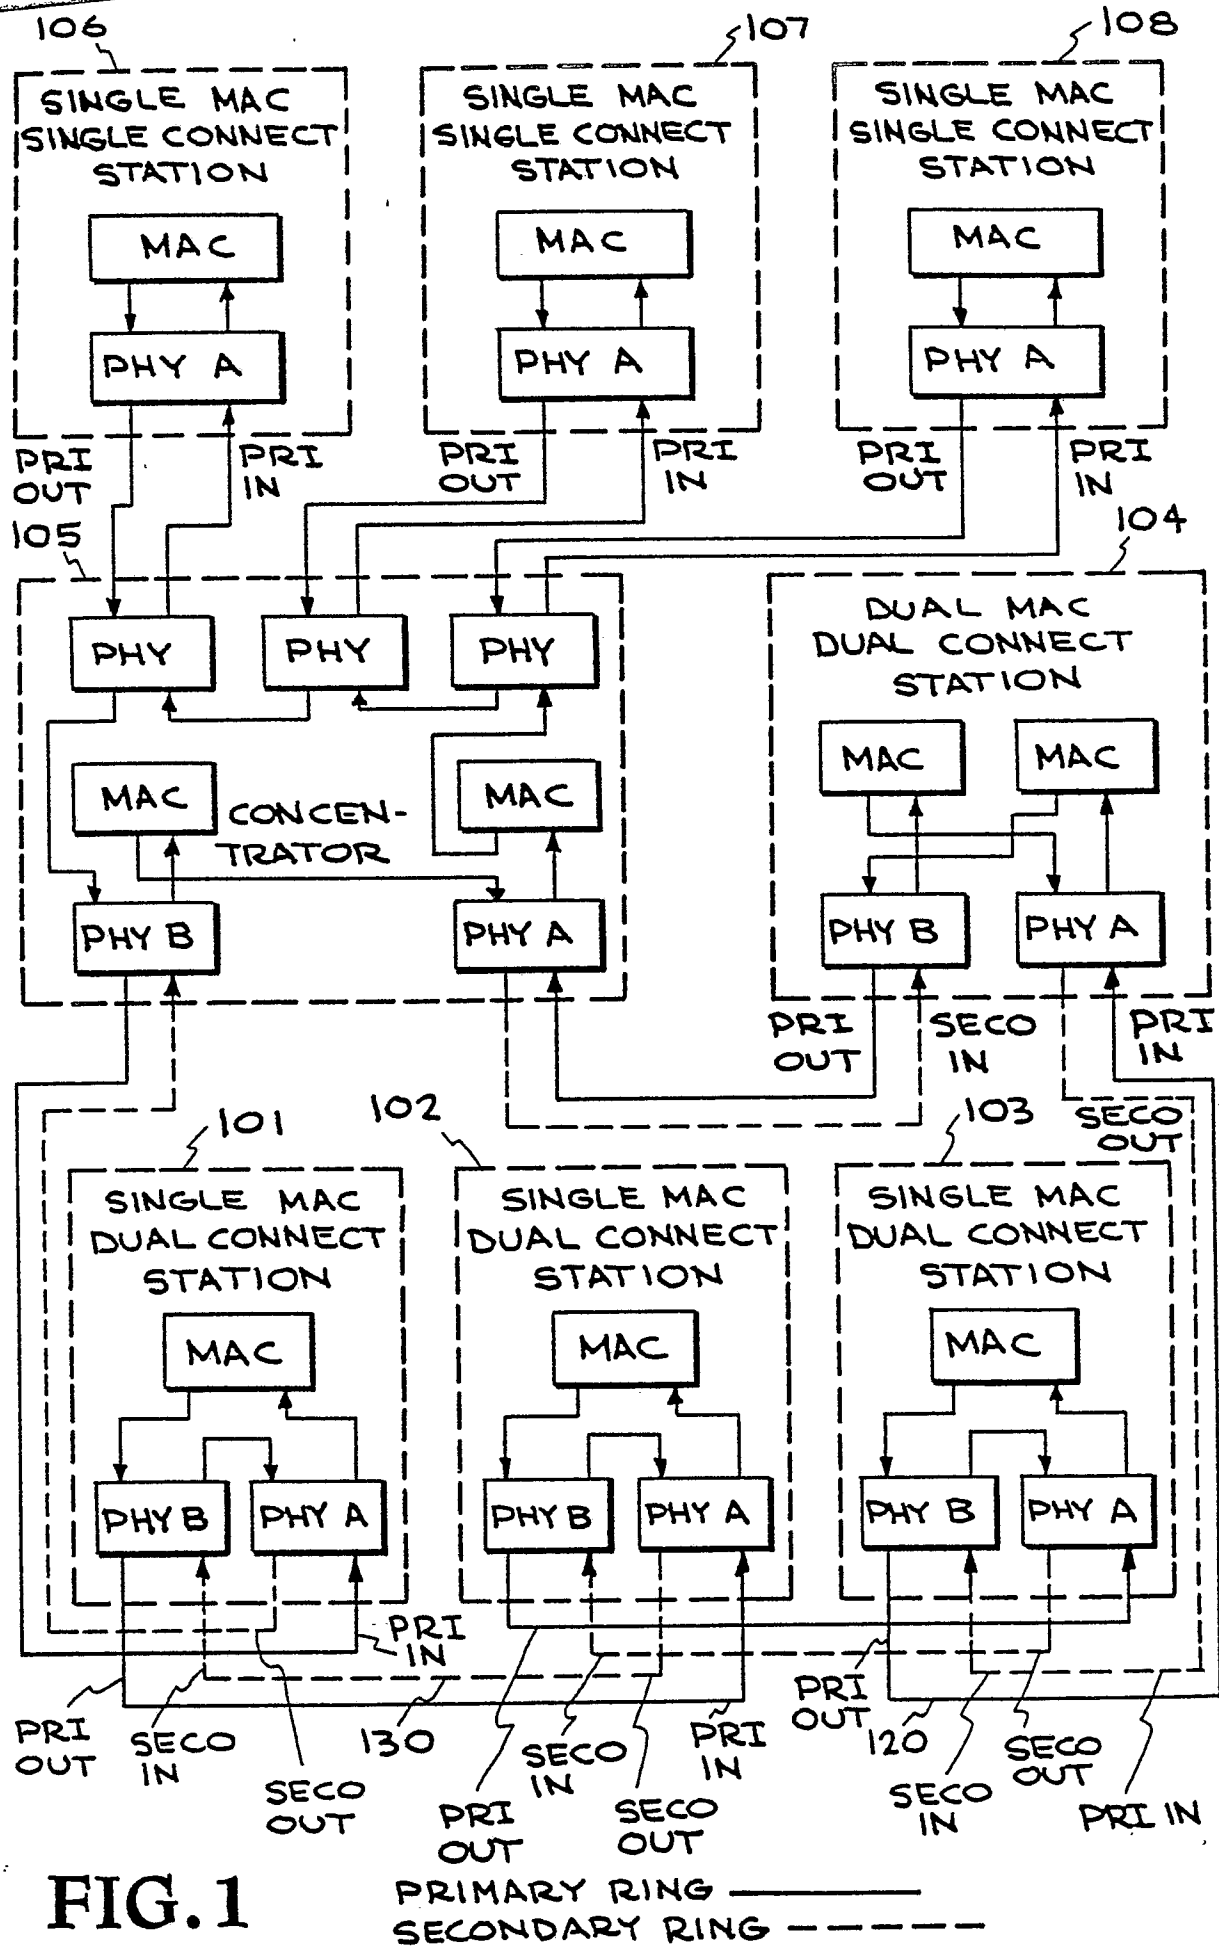 106
107
108
SINGLE MAC
SINGLE CONNECT
STATION
MAC
PHY A
PRI
OUT
PRI
IN
SINGLE MAC
SINGLE CONNECT
STATION
MAC
PHY A
PRI
OUT
PRI
IN
SINGLE MAC
SINGLE CONNECT
STATION
MAC
PHY A
PRI
OUT
PRI
IN
105
PHY
PHY
PHY
MAC
CONCEN-
TRATOR
MAC
PHY B
PHY A
104
DUAL MAC
DUAL CONNECT
STATION
MAC
MAC
PHY B
PHY A
PRI
OUT
SECO
IN
PRI
IN
SECO
OUT
101
SINGLE MAC
DUAL CONNECT
STATION
MAC
PHY B
PHY A
102
SINGLE MAC
DUAL CONNECT
STATION
MAC
PHY B
PHY A
103
SINGLE MAC
DUAL CONNECT
STATION
MAC
PHY B
PHY A
PRI
IN
PRI
OUT
SECO
IN
SECO
OUT
130
PRI
OUT
SECO
IN
SECO
OUT
PRI
IN
PRI
OUT
120
SECO
IN
SECO
OUT
PRI IN
FIG. 1
PRIMARY RING
SECONDARY RING